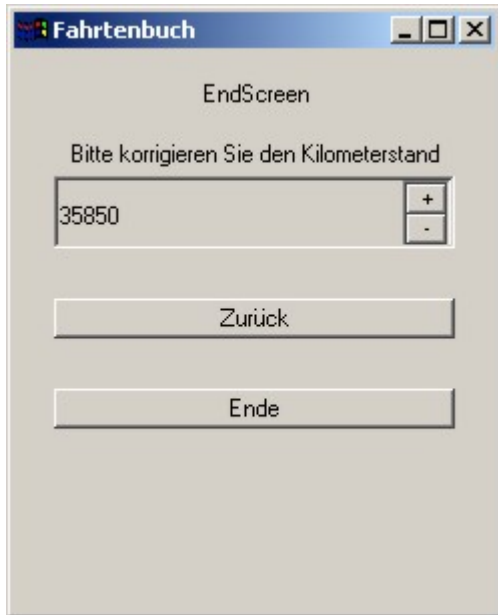 Fahrtenbuch
EndScreen
Bitte korrigieren Sie den Kilometerstand
35850
+
-
Zurück
Ende